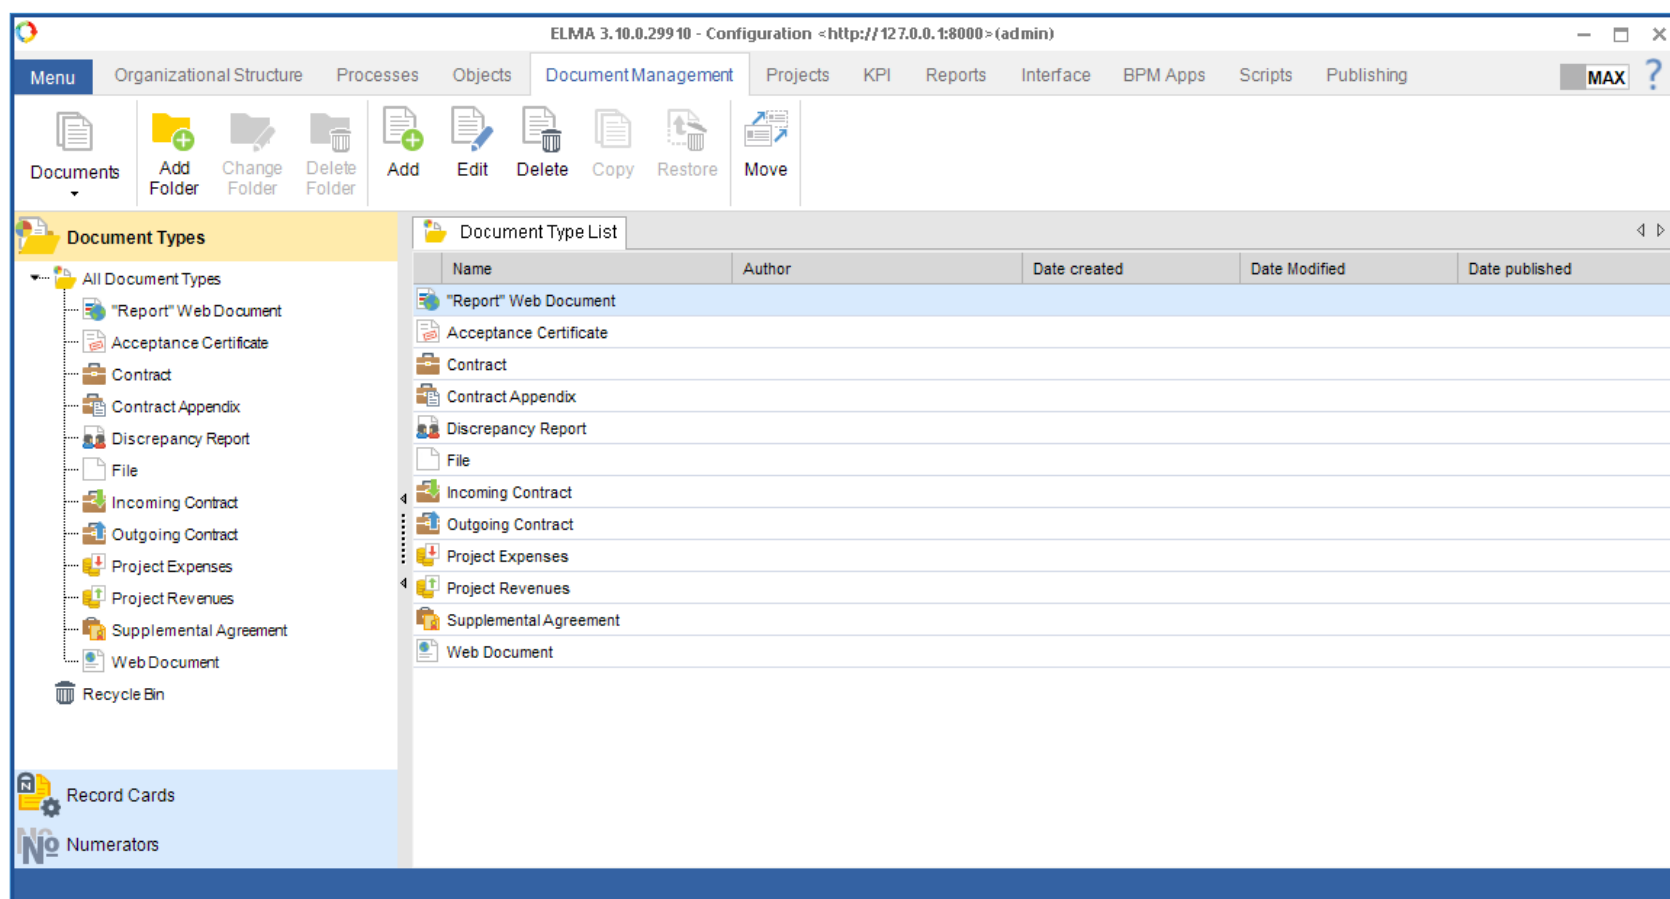 ELMA 3.10.0.29910 - Configuration <http://127.0.0.1:8000>(admin)
Menu Organizational Structure Processes Objects Document Management Projects KPI Reports Interface BPM Apps Scripts Publishing MAX ?
Documents Add Folder Change Folder Delete Folder Add Edit Delete Copy Restore Move
Document Types
All Document Types
"Report" Web Document
Acceptance Certificate
Contract
Contract Appendix
Discrepancy Report
File
Incoming Contract
Outgoing Contract
Project Expenses
Project Revenues
Supplemental Agreement
Web Document
Recycle Bin
Record Cards
Nº Numerators
Document Type List
Name Author Date created Date Modified Date published
"Report" Web Document
Acceptance Certificate
Contract
Contract Appendix
Discrepancy Report
File
Incoming Contract
Outgoing Contract
Project Expenses
Project Revenues
Supplemental Agreement
Web Document